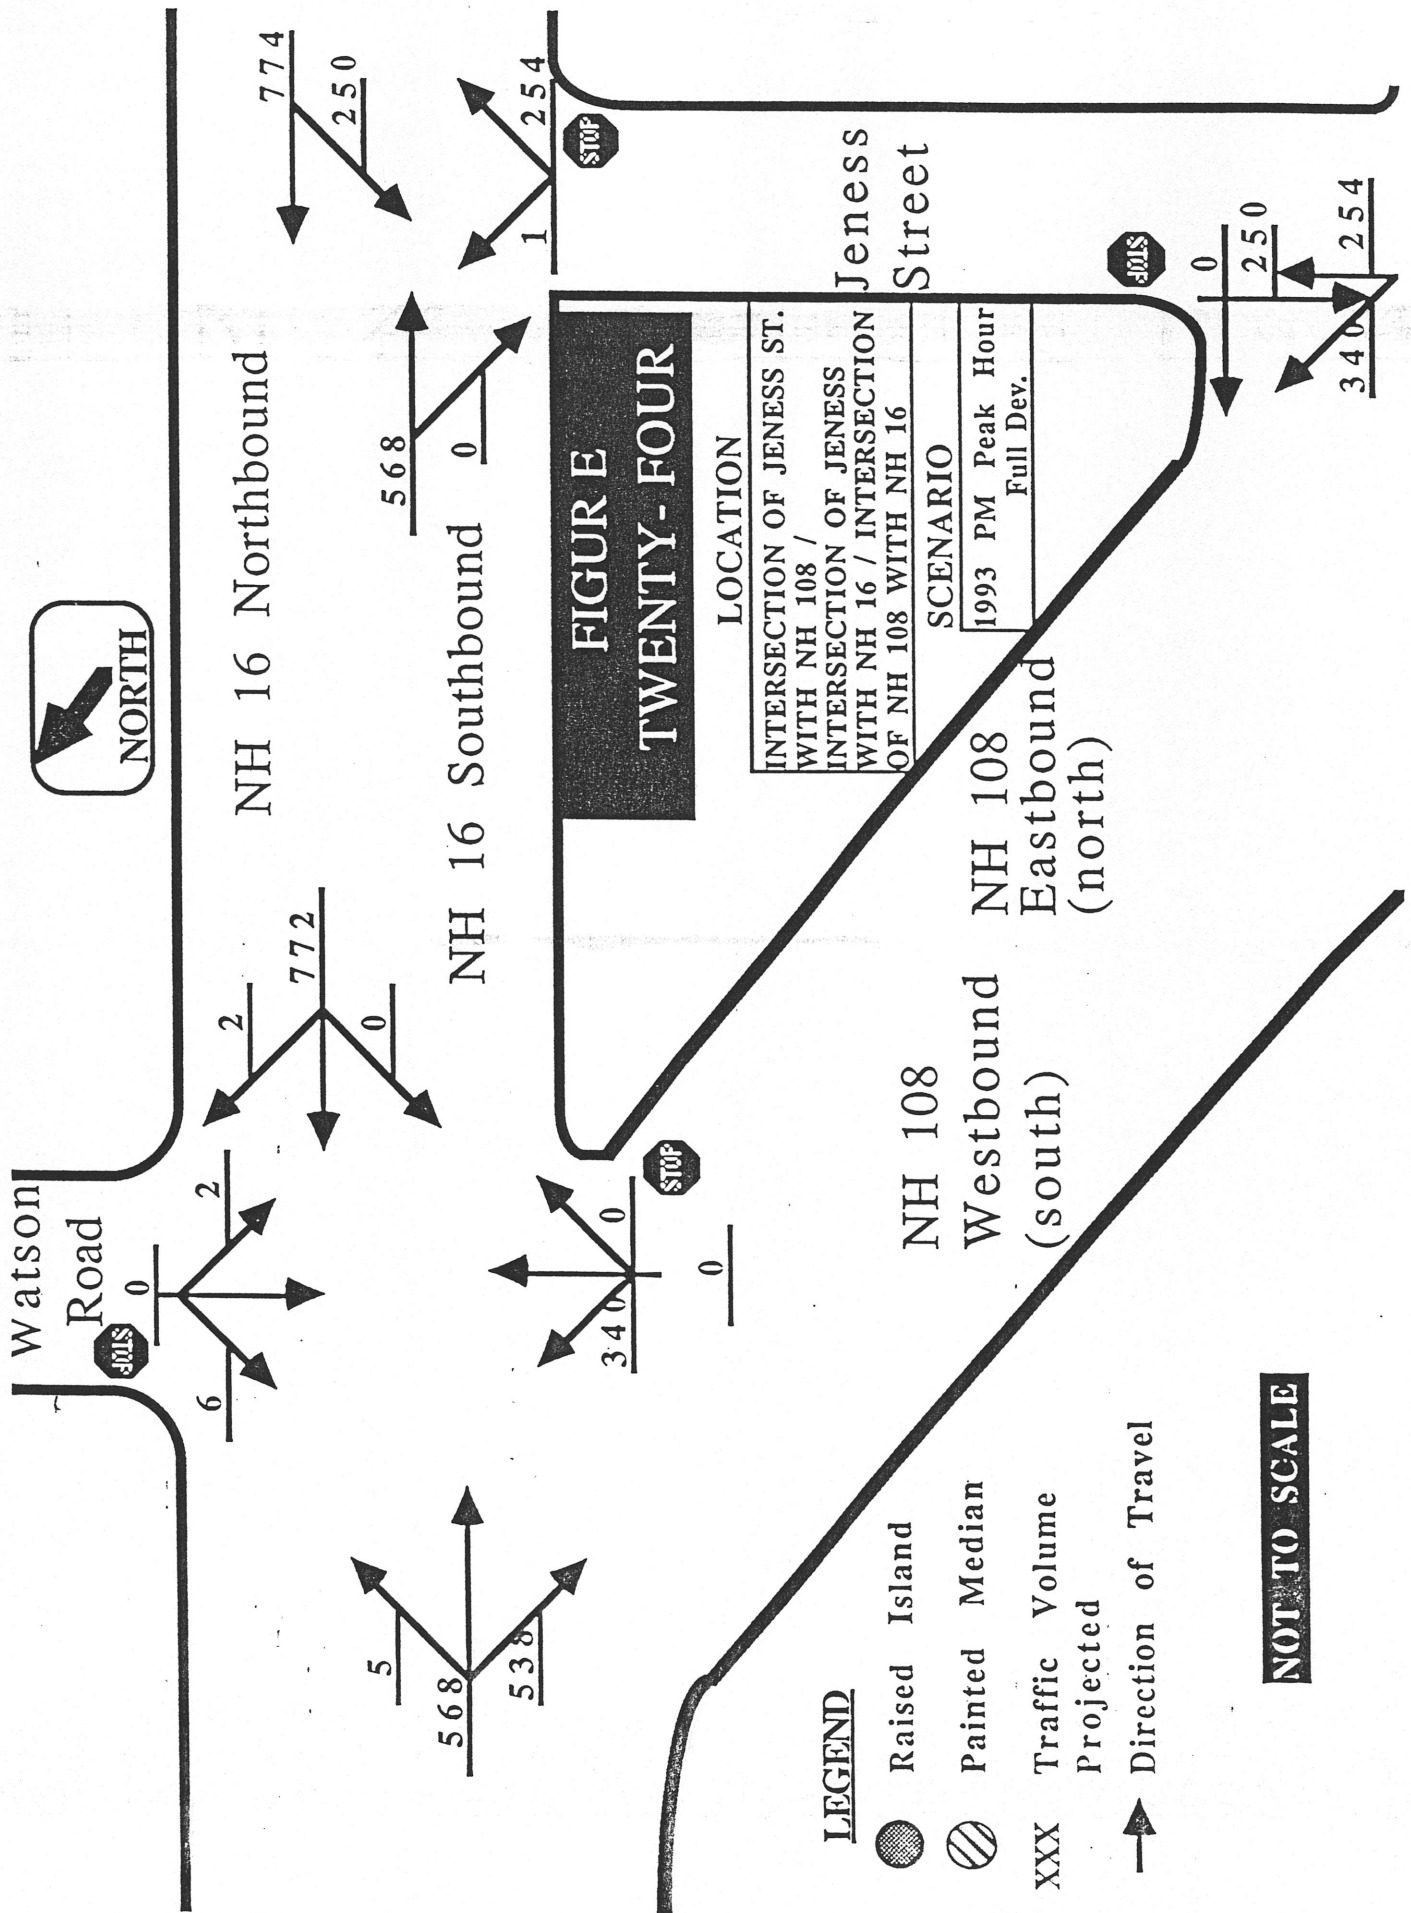 Watson
Road
STOP
0
6
2
NORTH
NH 16 Northbound
774
250
2
772
0
NH 16 Southbound
568
0
1
254
STOP
5
568
538
340
0
STOP
0
FIGURE
TWENTY-FOUR
LOCATION
INTERSECTION OF JENESS ST.
WITH NH 108 /
INTERSECTION OF JENESS
WITH NH 16 / INTERSECTION
OF NH 108 WITH NH 16
SCENARIO
1993 PM Peak Hour
Full Dev.
Jeness
Street
STOP
0
250
340
254
NH 108
Westbound
(south)
NH 108
Eastbound
(north)
LEGEND
Raised Island
Painted Median
XXX Traffic Volume
Projected
Direction of Travel
NOT TO SCALE